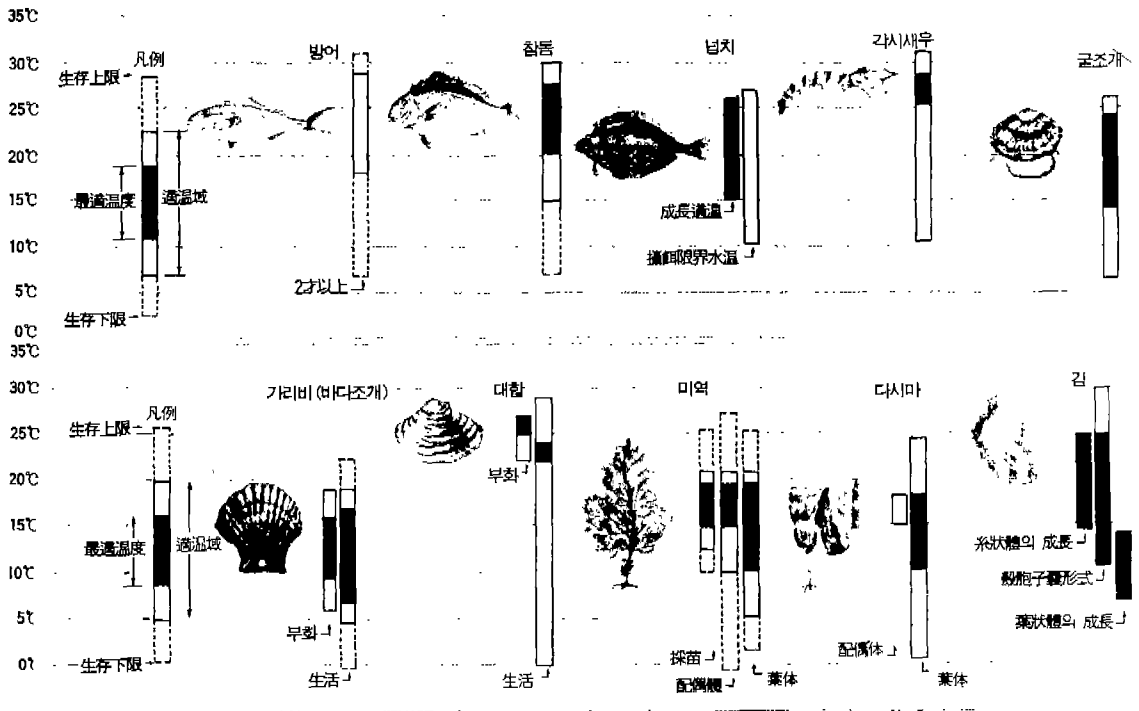 35℃
30℃
25℃
20℃
15℃
10℃
5℃
0℃
凡例
生存上限
最適温度
適温域
生存下限
방어
2才以上
참돔
넙치
成長適温
攝餌限界水温
각시새우
굴조개
35℃
30℃
25℃
20℃
15℃
10℃
5℃
0℃
凡例
生存上限
最適温度
適温域
生存下限
가리비 (바다조개)
부화
生活
대합
부화
生活
미역
採苗
配偶體
葉体
다시마
配偶体
葉体
김
糸狀體의 成長
殼胞子囊形式
葉狀體의 成長